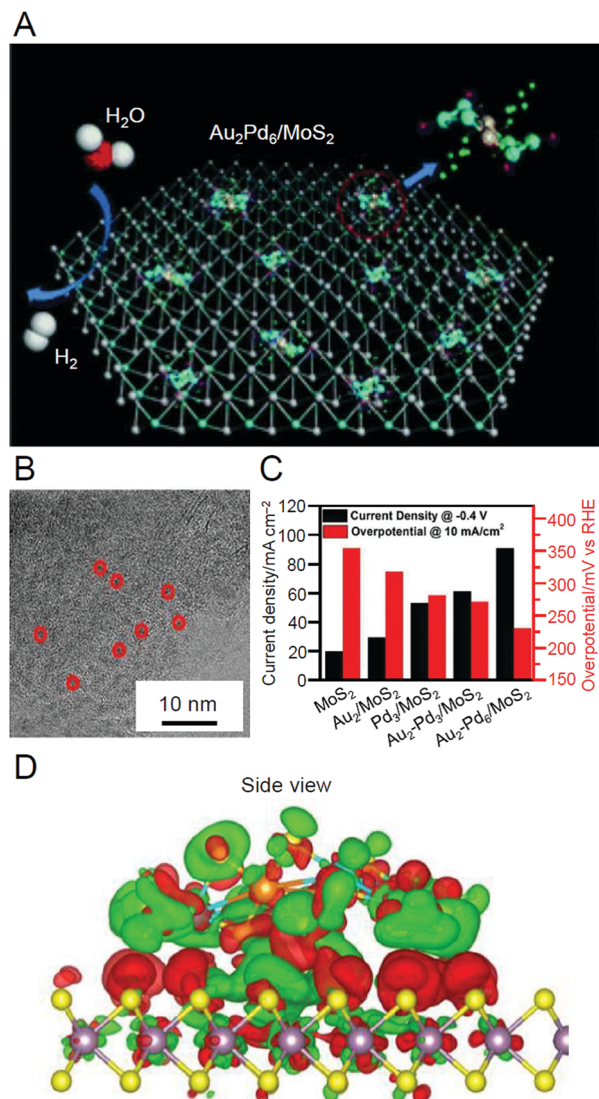 A
H₂O
Au₂Pd₆/MoS₂
H₂
B
10 nm
C
Current Density @ -0.4 V
Overpotential @ 10 mA/cm²
Current density/mA cm⁻²
120
100
80
60
40
20
0
Overpotential/mV vs RHE
400
350
300
250
200
150
MoS₂
Au₂/MoS₂
Pd₃/MoS₂
Au₂-Pd₃/MoS₂
Au₂-Pd₆/MoS₂
D
Side view